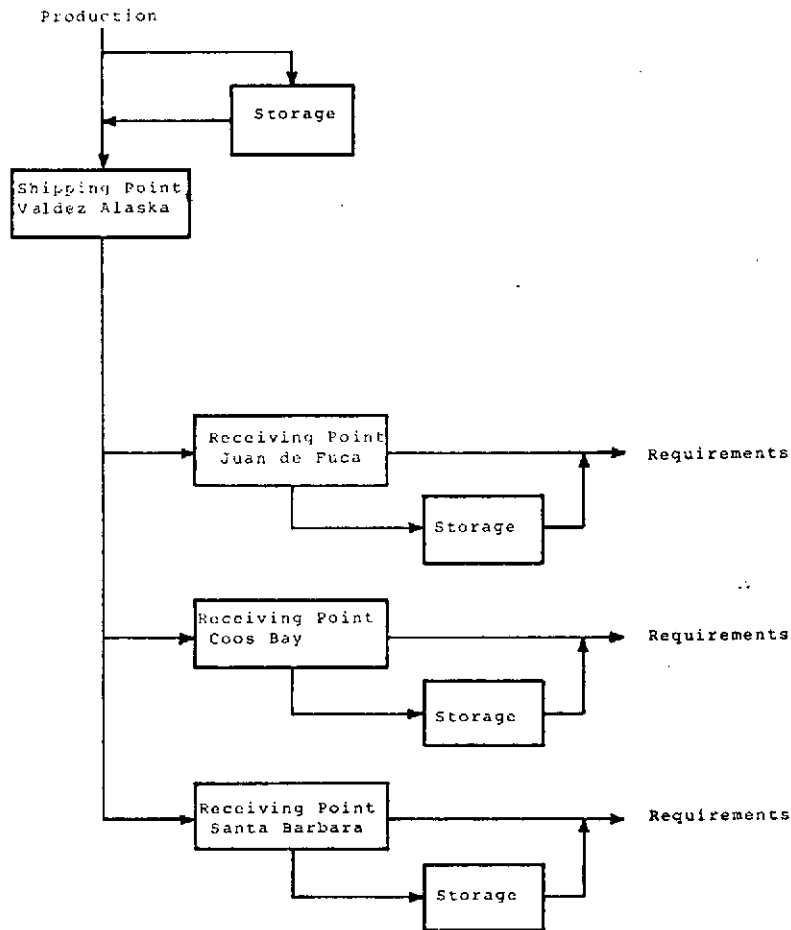 Production
Storage
Shipping Point
Valdez Alaska
Receiving Point
Juan de Fuca
Requirements
Storage
Receiving Point
Coos Bay
Requirements
Storage
Receiving Point
Santa Barbara
Requirements
Storage